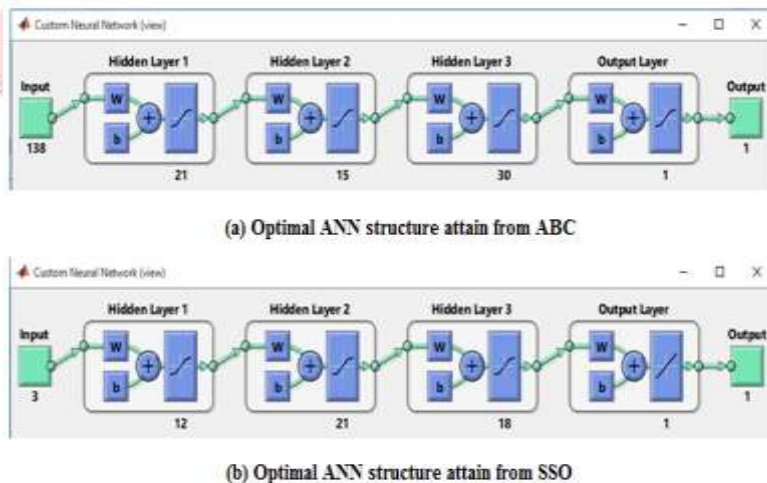 Custom Neural Network (view)
Hidden Layer 1 Hidden Layer 2 Hidden Layer 3 Output Layer
Input Output
W W W W
+ + + +
b b b b
138 1
21 15 30 1
(a) Optimal ANN structure attain from ABC
Custom Neural Network (view)
Hidden Layer 1 Hidden Layer 2 Hidden Layer 3 Output Layer
Input Output
W W W W
+ + + +
b b b b
3 1
12 21 18 1
(b) Optimal ANN structure attain from SSO